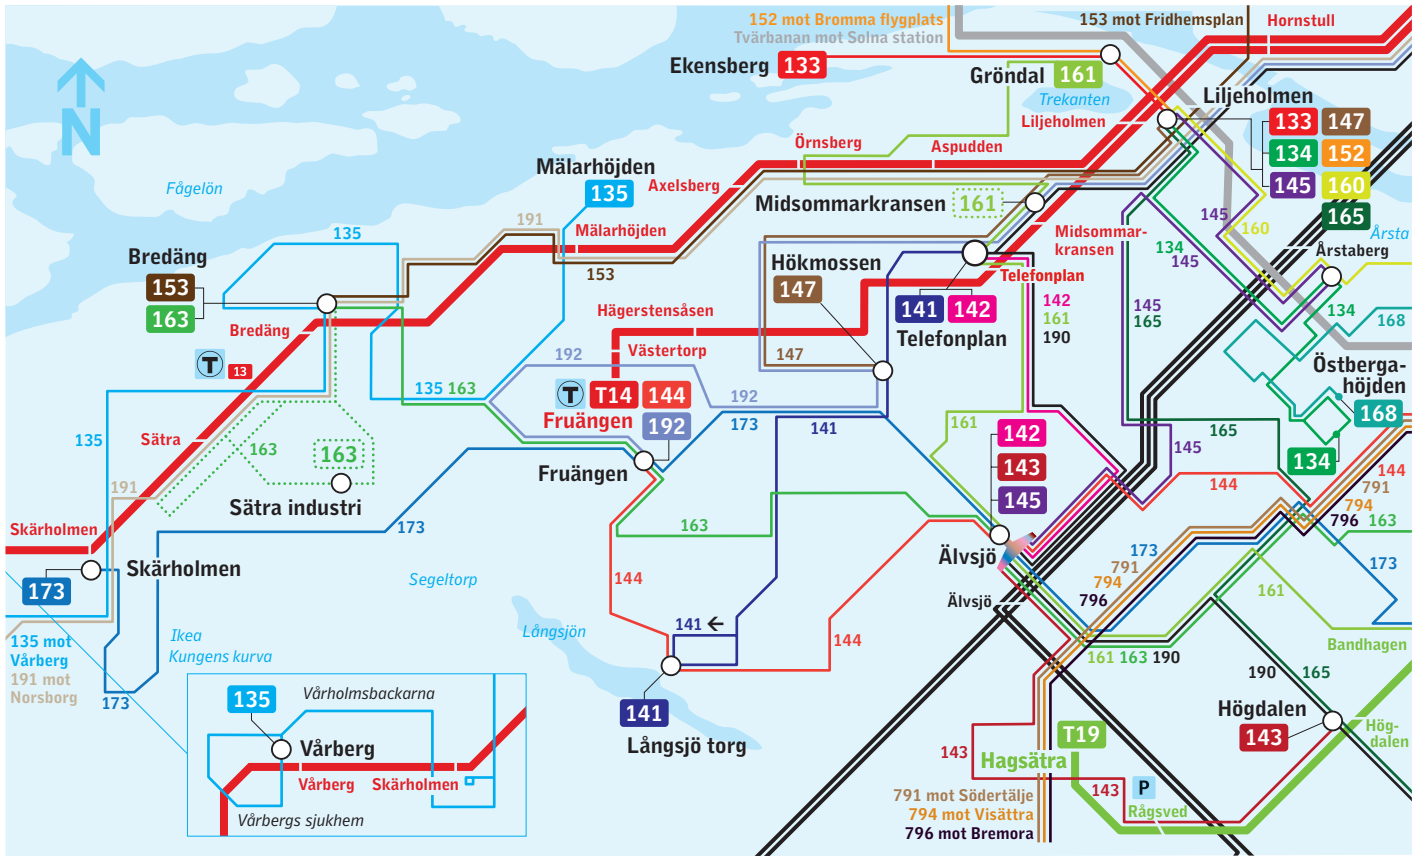 152 mot Bromma flygplats
Tvärbanan mot Solna station
153 mot Fridhemsplan
Hornstull
Ekensberg 133
Gröndal 161
Trekanten
Liljeholmen
Liljeholmen
133 147
134 152
145 160
165
N
Örnsberg
Aspudden
Mälarhöjden
135
Axelsberg
Fågelön
Midsommarkransen 161
191
Mälarhöjden
135
153
Bredäng
153
163
Bredäng
T 13
Hökmossen
147
Midsommar-
kransen
Telefonplan
141 142
Telefonplan
142
161
190
145
160
134
145
145
165
Årsta
Årstaberg
134
168
Östberga-
höjden
168
134
Hägerstensåsen
Västertorp
192
147
T T14 144
Fruängen
192
192
173
141
135 163
161
142
143
145
165
145
144
144
791
794
796
163
135
Sätra
163
163
191
Sätra industri
Fruängen
Skärholmen
173
163
Skärholmen
173
Älvsjö
Älvsjö
173
791
794
796
173
161
Segeltorp
144
Långsjön
141 ←
144
Ikea
Kungens kurva
135 mot
Vårberg
191 mot
Norsborg
173
161 163 190
Bandhagen
190
165
141
Långsjö torg
Högdalen
143
Hög-
dalen
T19
Hagsätra
143
143
P
Rågsved
791 mot Södertälje
794 mot Visättra
796 mot Bremora
135
Vårholmsbackarna
Vårberg
Vårberg
Skärholmen
Vårbergs sjukhem